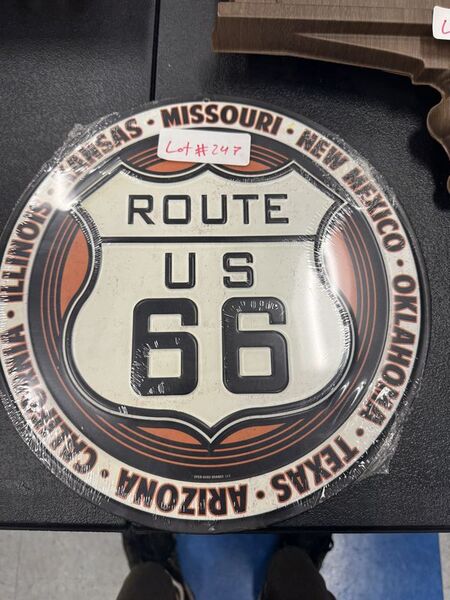 KANSAS · MISSOURI · NEW MEXICO · OKLAHOMA · TEXAS · ARIZONA · CALIFORNIA · ILLINOIS ·
Lot # 247
ROUTE
US
66